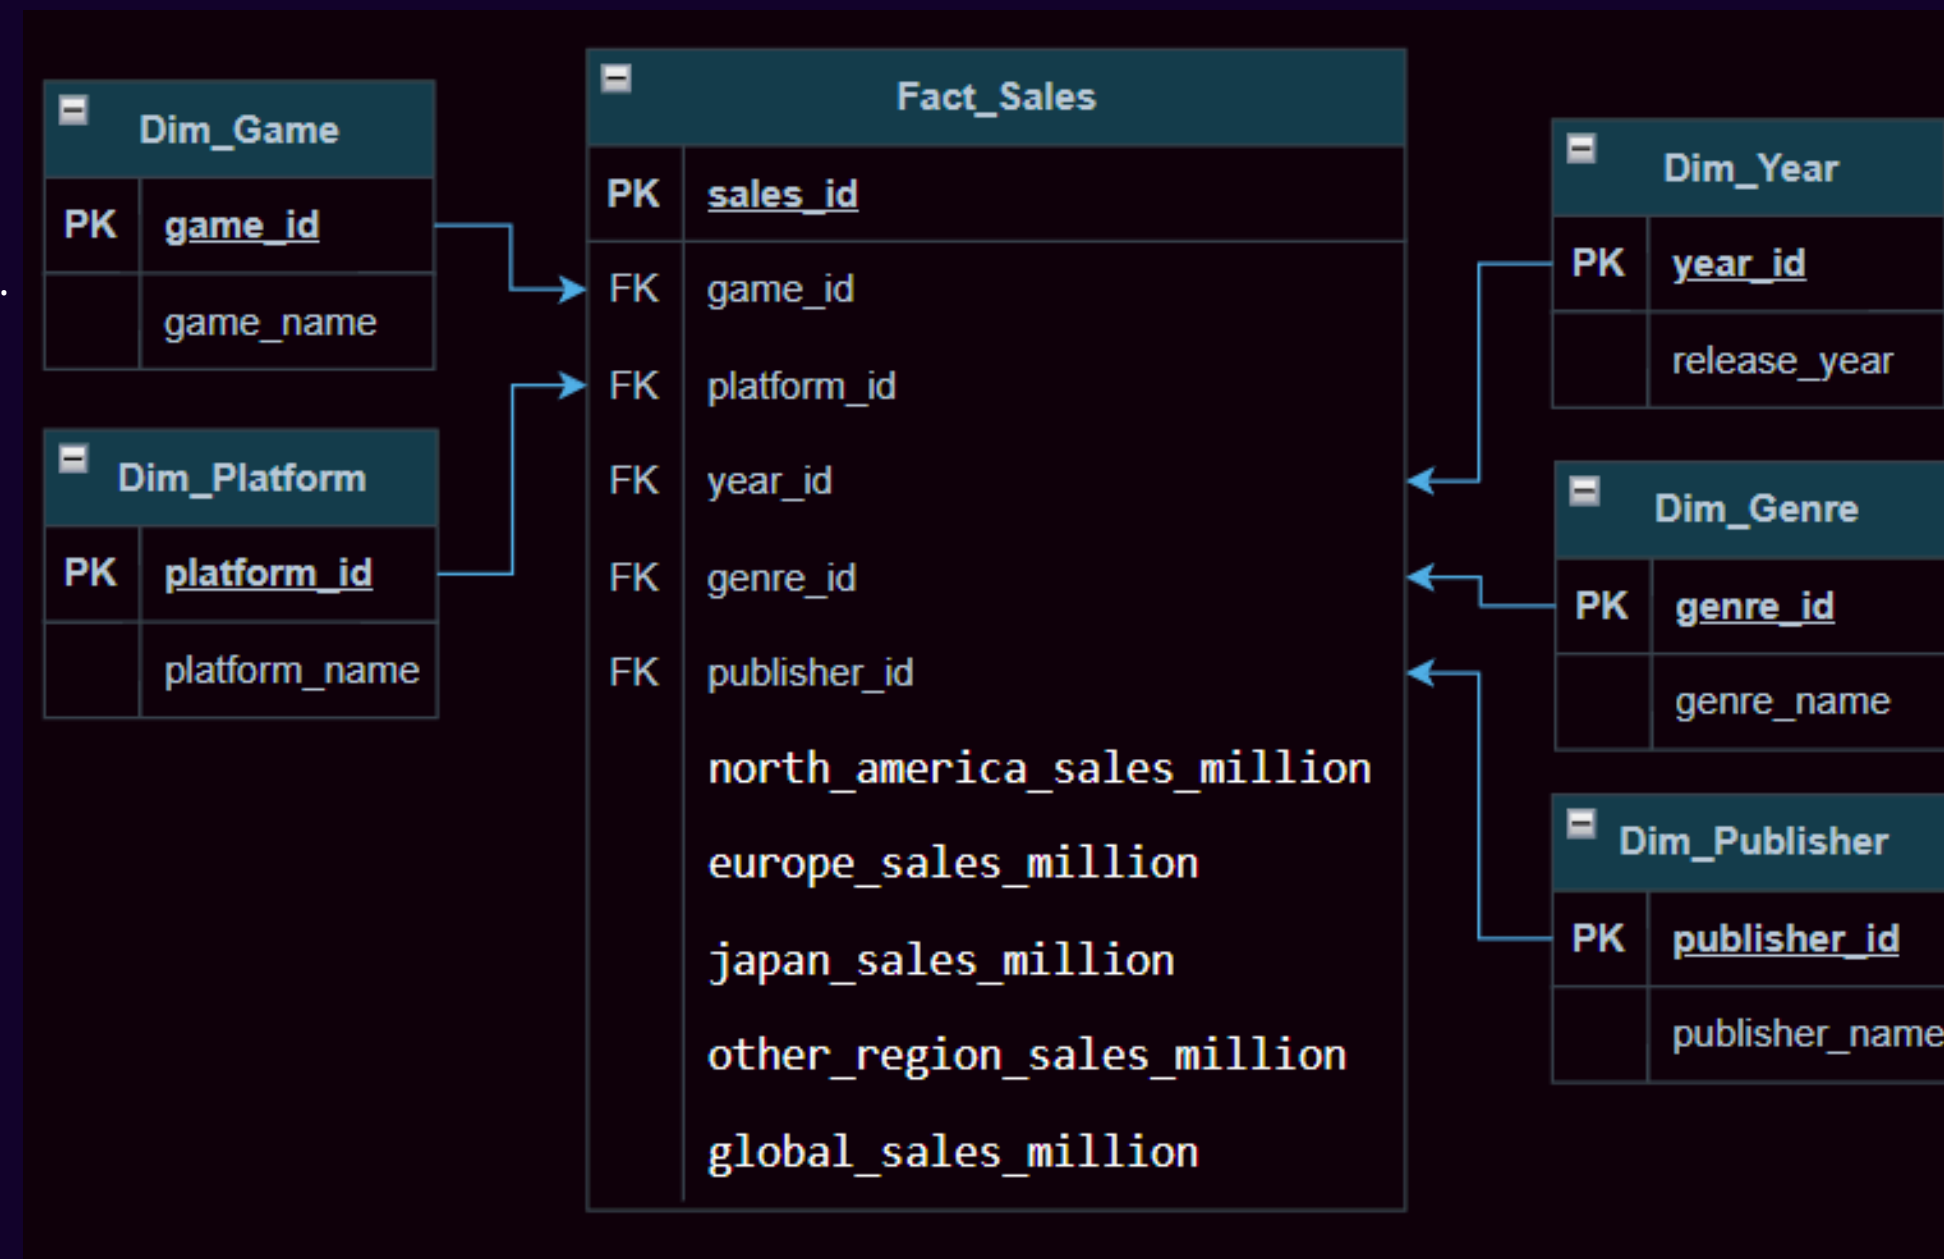 Dim_Game
PK game_id
game_name
Dim_Platform
PK platform_id
platform_name
Fact_Sales
PK sales_id
FK game_id
FK platform_id
FK year_id
FK genre_id
FK publisher_id
north_america_sales_million
europe_sales_million
japan_sales_million
other_region_sales_million
global_sales_million
Dim_Year
PK year_id
release_year
Dim_Genre
PK genre_id
genre_name
Dim_Publisher
PK publisher_id
publisher_name